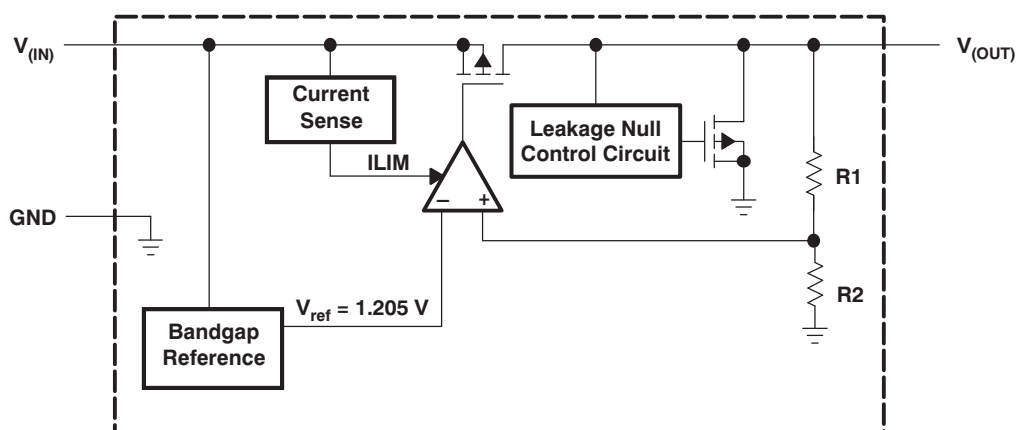 V(IN)
V(OUT)
Current
Sense
Leakage Null
Control Circuit
ILIM
R1
– +
GND
R2
Vref = 1.205 V
Bandgap
Reference